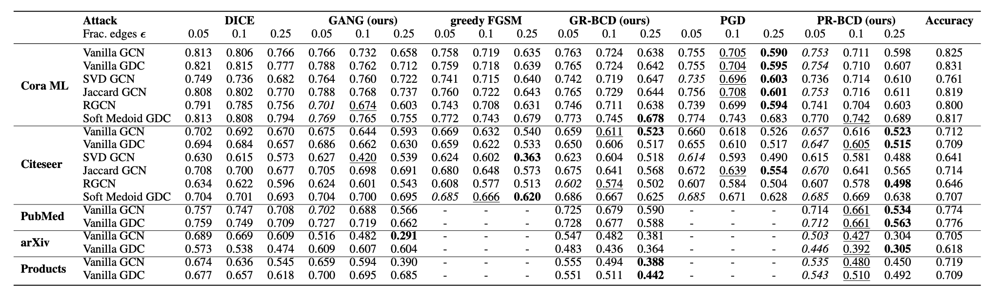 Attack DICE GANG (ours) greedy FGSM GR-BCD (ours) PGD PR-BCD (ours) Accuracy
Frac. edges ϵ 0.05 0.1 0.25 0.05 0.1 0.25 0.05 0.1 0.25 0.05 0.1 0.25 0.05 0.1 0.25 0.05 0.1 0.25
Cora ML
Vanilla GCN 0.813 0.806 0.766 0.766 0.732 0.658 0.758 0.719 0.635 0.763 0.724 0.638 0.755 0.705 0.590 0.753 0.711 0.598 0.825
Vanilla GDC 0.821 0.815 0.777 0.788 0.762 0.712 0.759 0.718 0.639 0.765 0.724 0.642 0.755 0.704 0.595 0.754 0.710 0.607 0.831
SVD GCN 0.749 0.736 0.682 0.764 0.760 0.722 0.741 0.715 0.640 0.742 0.719 0.647 0.735 0.696 0.603 0.736 0.714 0.610 0.761
Jaccard GCN 0.808 0.802 0.770 0.788 0.768 0.737 0.760 0.722 0.643 0.765 0.729 0.644 0.756 0.708 0.601 0.753 0.716 0.611 0.819
RGCN 0.791 0.785 0.756 0.701 0.674 0.603 0.743 0.708 0.631 0.746 0.711 0.638 0.739 0.699 0.594 0.741 0.704 0.603 0.800
Soft Medoid GDC 0.813 0.808 0.794 0.769 0.765 0.755 0.772 0.743 0.679 0.773 0.745 0.678 0.774 0.743 0.683 0.770 0.742 0.689 0.817
Citeseer
Vanilla GCN 0.702 0.692 0.670 0.675 0.644 0.593 0.669 0.632 0.540 0.659 0.611 0.523 0.660 0.618 0.526 0.657 0.616 0.523 0.712
Vanilla GDC 0.694 0.684 0.657 0.686 0.662 0.630 0.659 0.622 0.533 0.650 0.606 0.517 0.655 0.610 0.517 0.647 0.605 0.515 0.709
SVD GCN 0.630 0.615 0.573 0.627 0.420 0.539 0.624 0.602 0.363 0.623 0.604 0.518 0.614 0.593 0.490 0.615 0.581 0.488 0.641
Jaccard GCN 0.708 0.700 0.677 0.705 0.698 0.691 0.680 0.648 0.573 0.675 0.641 0.568 0.672 0.639 0.554 0.670 0.641 0.565 0.714
RGCN 0.634 0.622 0.596 0.624 0.601 0.543 0.608 0.577 0.513 0.602 0.574 0.502 0.607 0.584 0.504 0.607 0.578 0.498 0.646
Soft Medoid GDC 0.704 0.701 0.693 0.704 0.700 0.695 0.685 0.666 0.620 0.686 0.667 0.625 0.685 0.671 0.628 0.685 0.669 0.638 0.707
PubMed
Vanilla GCN 0.757 0.747 0.708 0.702 0.688 0.566 - - - 0.725 0.679 0.590 - - - 0.714 0.661 0.534 0.774
Vanilla GDC 0.759 0.749 0.709 0.727 0.719 0.662 - - - 0.728 0.677 0.588 - - - 0.712 0.661 0.563 0.776
arXiv
Vanilla GCN 0.689 0.669 0.609 0.516 0.482 0.291 - - - 0.547 0.482 0.381 - - - 0.503 0.427 0.304 0.705
Vanilla GDC 0.573 0.538 0.474 0.609 0.607 0.604 - - - 0.483 0.436 0.364 - - - 0.446 0.392 0.305 0.618
Products
Vanilla GCN 0.674 0.636 0.545 0.659 0.594 0.390 - - - 0.555 0.494 0.388 - - - 0.535 0.480 0.450 0.719
Vanilla GDC 0.677 0.657 0.618 0.700 0.695 0.685 - - - 0.551 0.511 0.442 - - - 0.543 0.510 0.492 0.709